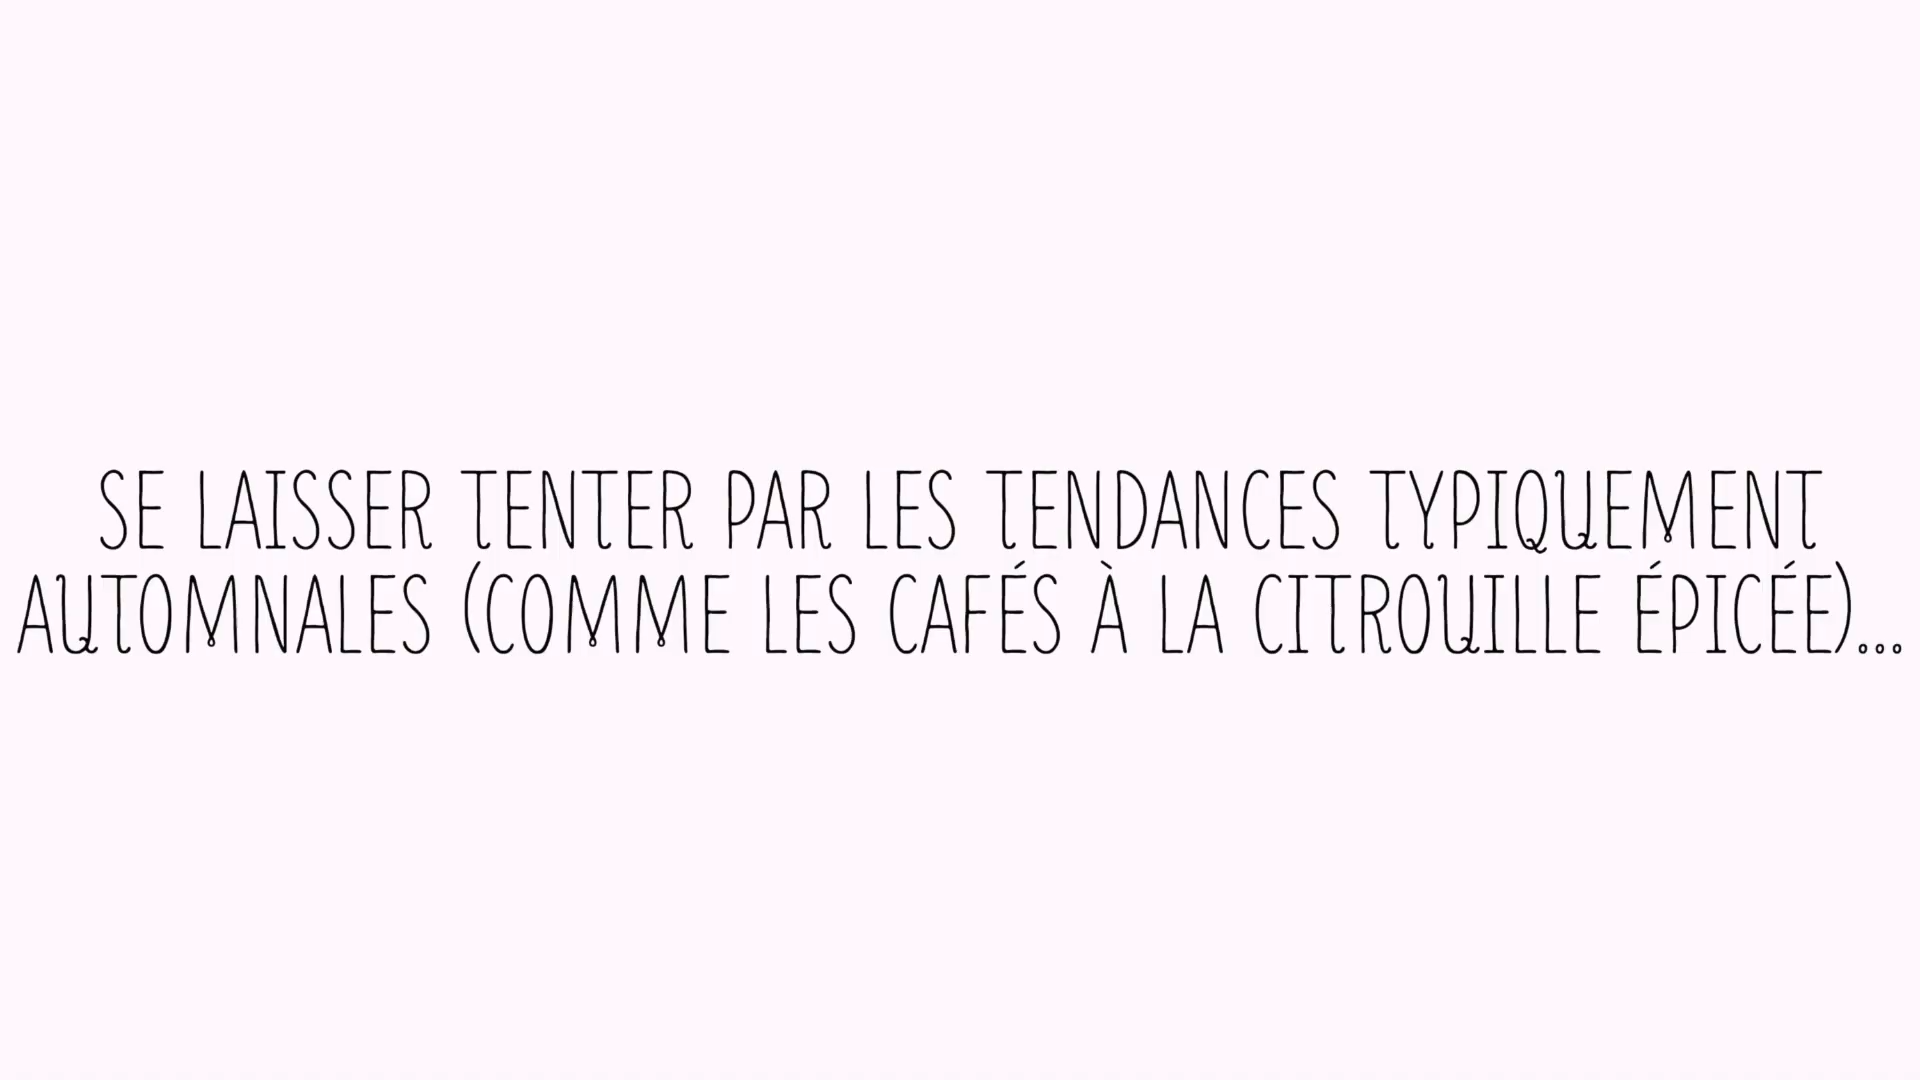 SE LAISSER TENTER PAR LES TENDANCES TYPIQUEMENT
AUTOMNALES (COMME LES CAFÉS À LA CITROUILLE ÉPICÉE)...